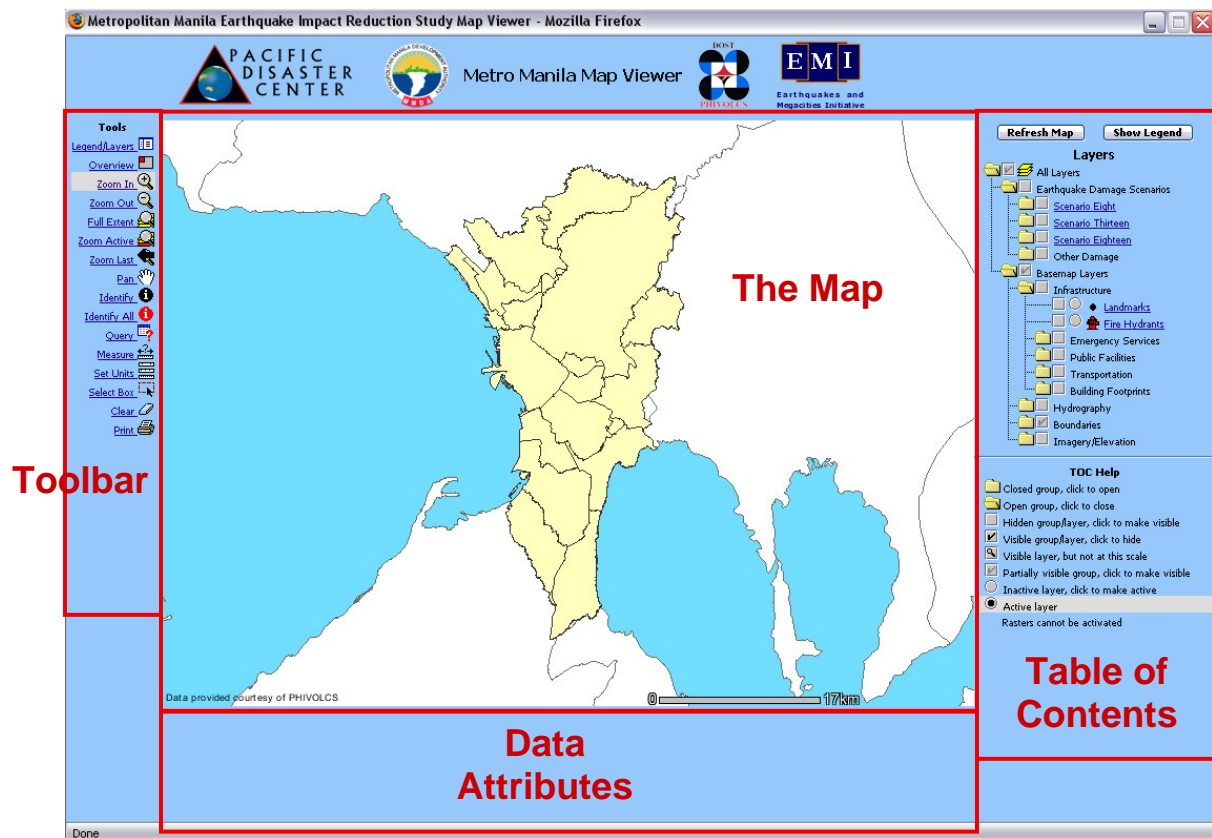 Metropolitan Manila Earthquake Impact Reduction Study Map Viewer - Mozilla Firefox
PACIFIC
DISASTER
CENTER
METROPOLITAN MANILA DEVELOPMENT AUTHORITY
MMDA
Metro Manila Map Viewer
DOST
PHIVOLCS
E M I
Earthquakes and
Megacities Initiative
Tools
Legend/Layers
Overview
Zoom In
Zoom Out
Full Extent
Zoom Active
Zoom Last
Pan
Identify
Identify All
Query
Measure
Set Units
Select Box
Clear
Print
Toolbar
The Map
Data provided courtesy of PHIVOLCS
0 17km
Data
Attributes
Refresh Map Show Legend
Layers
All Layers
Earthquake Damage Scenarios
Scenario Eight
Scenario Thirteen
Scenario Eighteen
Other Damage
Basemap Layers
Infrastructure
Landmarks
Fire Hydrants
Emergency Services
Public Facilities
Transportation
Building Footprints
Hydrography
Boundaries
Imagery/Elevation
TOC Help
Closed group, click to open
Open group, click to close
Hidden group/layer, click to make visible
Visible group/layer, click to hide
Visible layer, but not at this scale
Partially visible group, click to make visible
Inactive layer, click to make active
Active layer
Rasters cannot be activated
Table of
Contents
Done